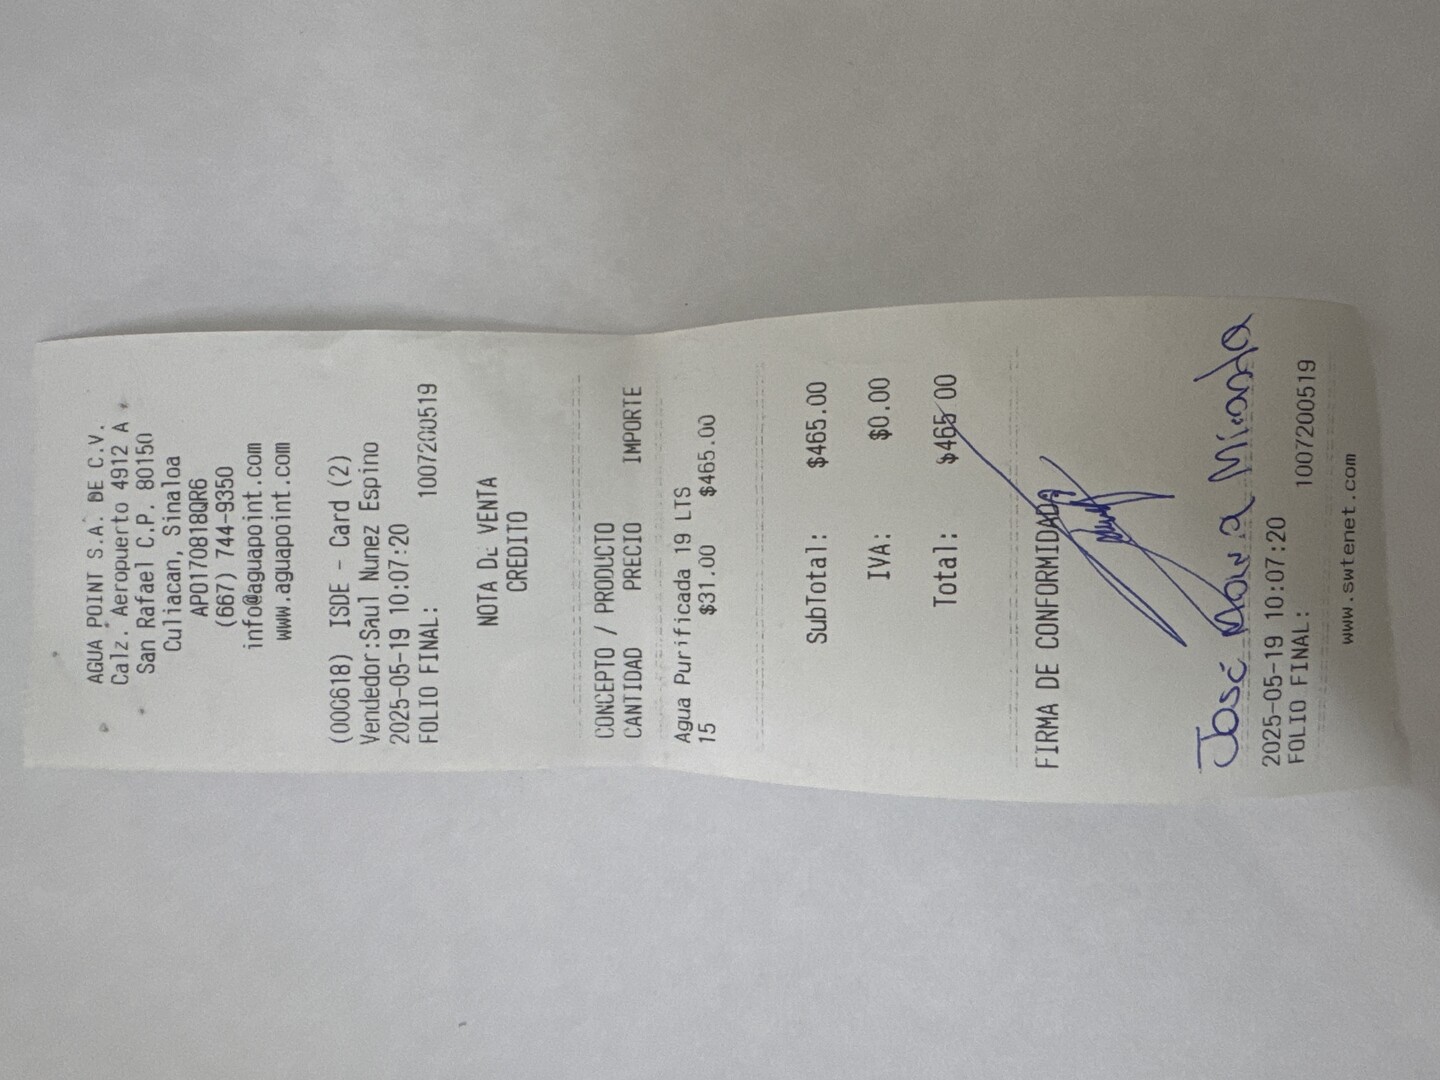 AGUA POINT S.A. DE C.V.
Calz. Aeropuerto 4912 A
San Rafael C.P. 80150
Culiacan, Sinaloa
APO170818QR6
(667) 744-9350
info@aguapoint.com
www.aguapoint.com
(000618) ISDE - Card (2)
Vendedor:Saul Nunez Espino
2025-05-19 10:07:20
FOLIO FINAL: 1007200519
NOTA DE VENTA
CREDITO
CONCEPTO / PRODUCTO
CANTIDAD PRECIO IMPORTE
Agua Purificada 19 LTS
15 $31.00 $465.00
SubTotal: $465.00
IVA: $0.00
Total: $465 00
FIRMA DE CONFORMIDAD
José Maria Miranda
2025-05-19 10:07:20
FOLIO FINAL: 1007200519
www.swtenet.com